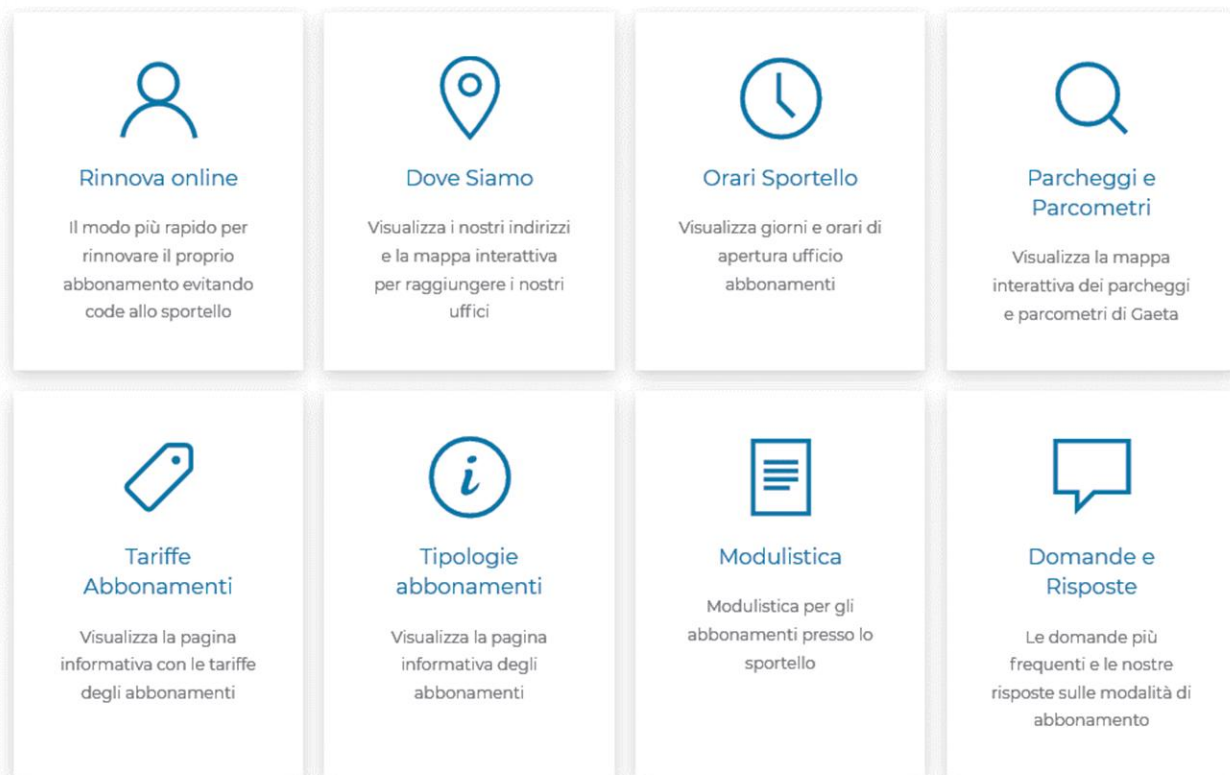 Rinnova online
Il modo più rapido per
rinnovare il proprio
abbonamento evitando
code allo sportello
Dove Siamo
Visualizza i nostri indirizzi
e la mappa interattiva
per raggiungere i nostri
uffici
Orari Sportello
Visualizza giorni e orari di
apertura ufficio
abbonamenti
Parcheggi e
Parcometri
Visualizza la mappa
interattiva dei parcheggi
e parcometri di Gaeta
Tariffe
Abbonamenti
Visualizza la pagina
informativa con le tariffe
degli abbonamenti
i
Tipologie
abbonamenti
Visualizza la pagina
informativa degli
abbonamenti
Modulistica
Modulistica per gli
abbonamenti presso lo
sportello
Domande e
Risposte
Le domande più
frequenti e le nostre
risposte sulle modalità di
abbonamento